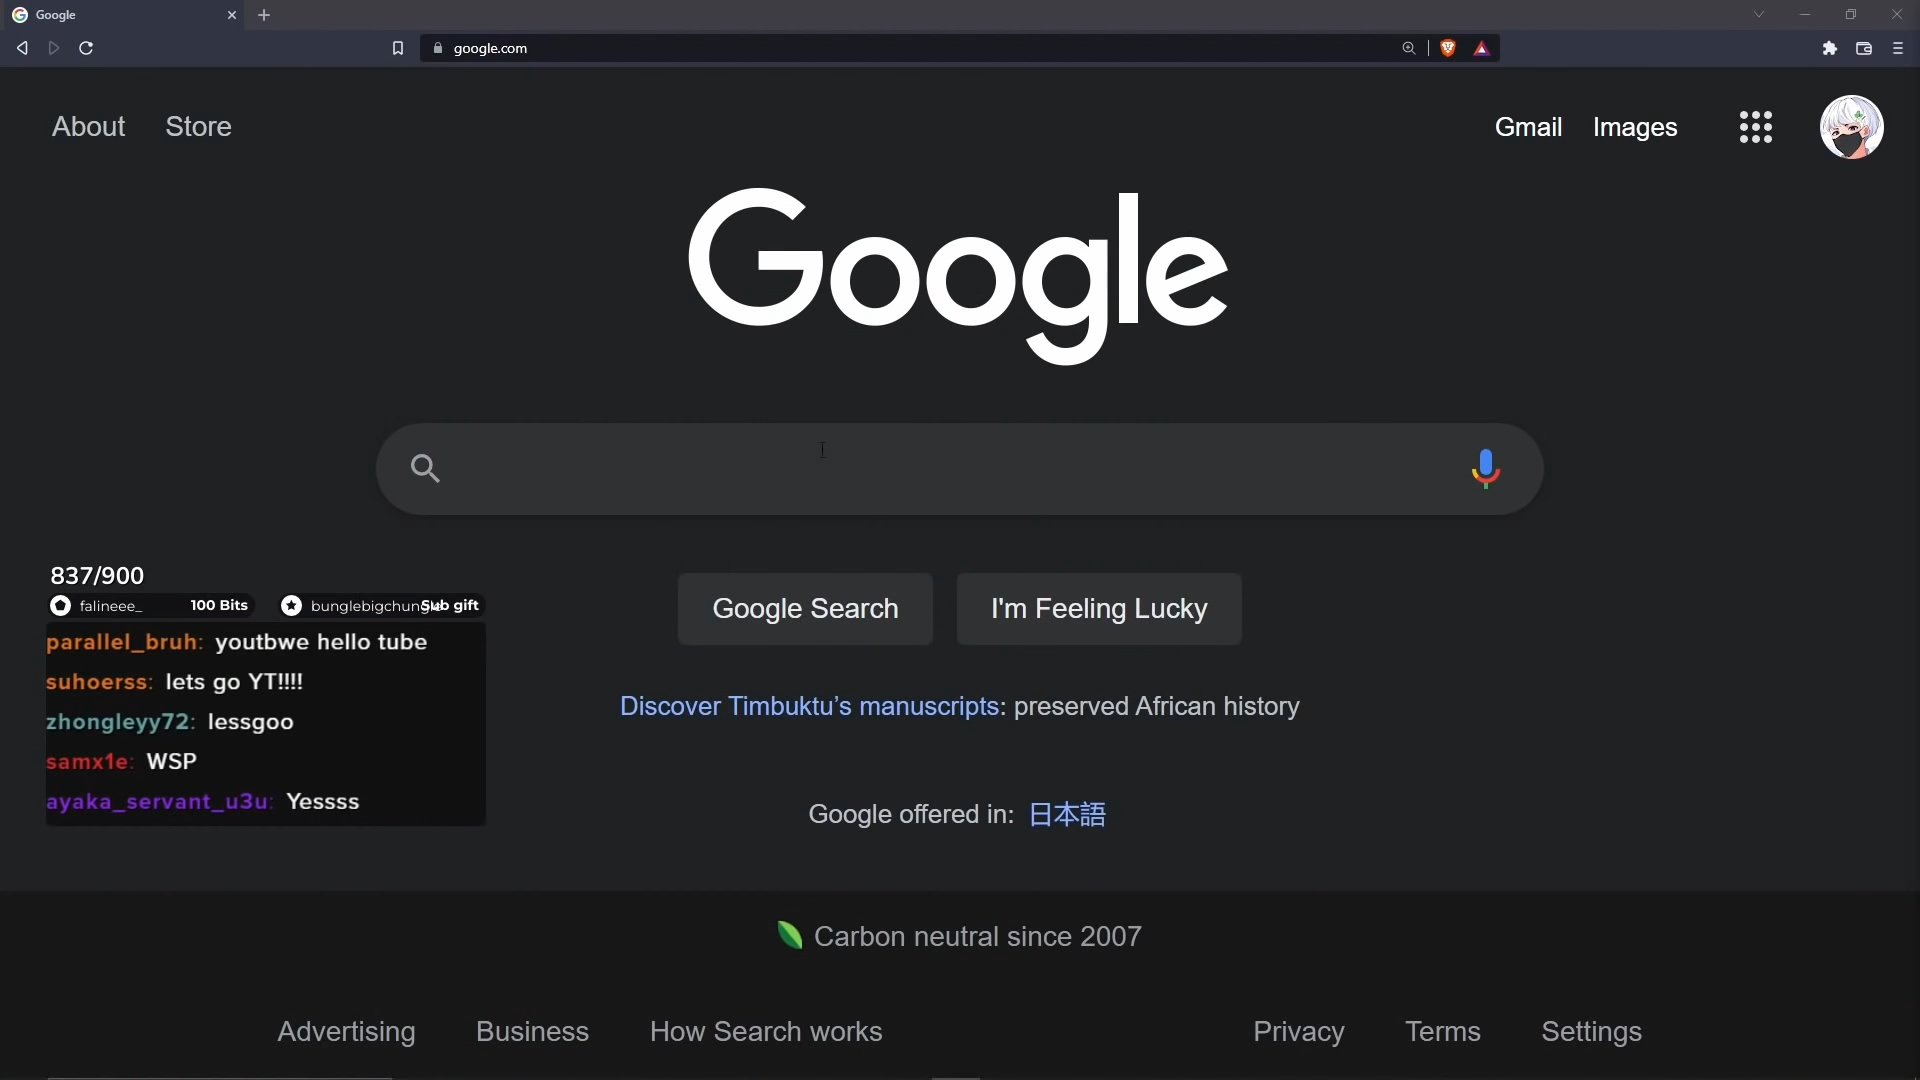 Google
google.com
About Store
Gmail Images
Google
837/900
falineee_ 100 Bits
Sub gift
parallel_bruh: youtbwe hello tube
suhoerss: lets go YT!!!!
zhongleyy72: lessgoo
samx1e: WSP
ayaka_servant_u3u: Yessss
Google Search
I'm Feeling Lucky
Discover Timbuktu’s manuscripts: preserved African history
Google offered in: 日本語
Carbon neutral since 2007
Advertising Business How Search works
Privacy Terms Settings